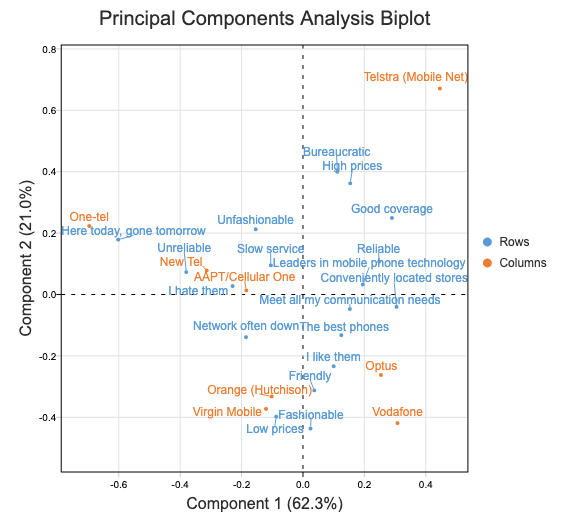 Principal Components Analysis Biplot
0.8
Telstra (Mobile Net)
0.6
Bureaucratic
High prices
0.4
Good coverage
One-tel
Unfashionable
0.2
Here today, gone tomorrow
Unreliable
Slow service
Reliable
New Tel
Leaders in mobile phone technology
AAPT/Cellular One
Conveniently located stores
I hate them
0.0
Meet all my communication needs
Network often down
The best phones
-0.2
I like them
Optus
Friendly
Orange (Hutchison)
Virgin Mobile
Fashionable
Vodafone
-0.4
Low prices
Rows
Columns
Component 2 (21.0%)
-0.6
-0.4
-0.2
0.0
0.2
0.4
Component 1 (62.3%)